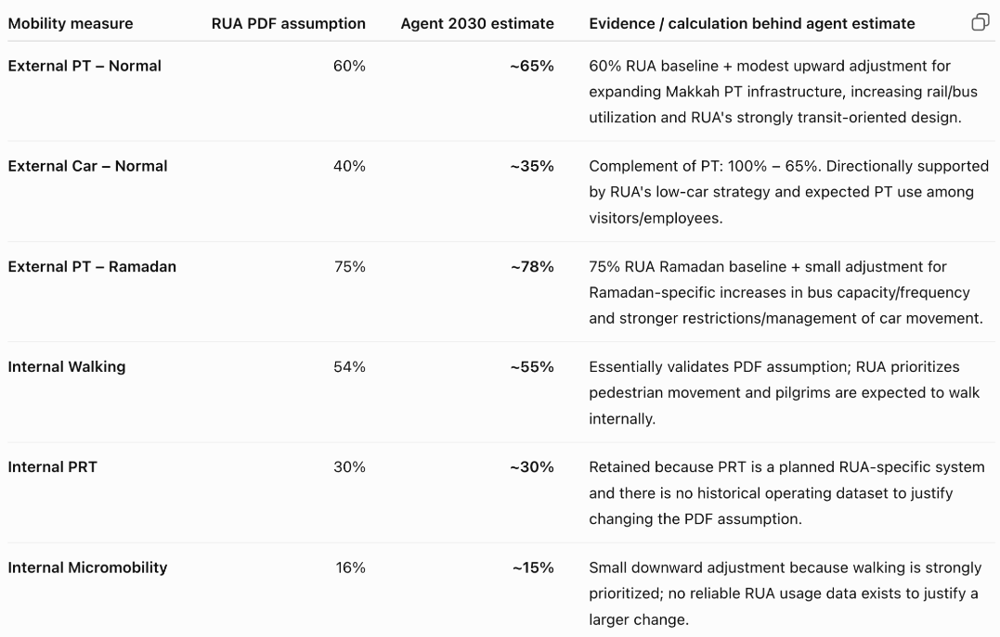 Mobility measure RUA PDF assumption Agent 2030 estimate Evidence / calculation behind agent estimate
External PT – Normal 60% ~65% 60% RUA baseline + modest upward adjustment for
expanding Makkah PT infrastructure, increasing rail/bus
utilization and RUA's strongly transit-oriented design.
External Car – Normal 40% ~35% Complement of PT: 100% – 65%. Directionally supported
by RUA's low-car strategy and expected PT use among
visitors/employees.
External PT – Ramadan 75% ~78% 75% RUA Ramadan baseline + small adjustment for
Ramadan-specific increases in bus capacity/frequency
and stronger restrictions/management of car movement.
Internal Walking 54% ~55% Essentially validates PDF assumption; RUA prioritizes
pedestrian movement and pilgrims are expected to walk
internally.
Internal PRT 30% ~30% Retained because PRT is a planned RUA-specific system
and there is no historical operating dataset to justify
changing the PDF assumption.
Internal Micromobility 16% ~15% Small downward adjustment because walking is strongly
prioritized; no reliable RUA usage data exists to justify a
larger change.